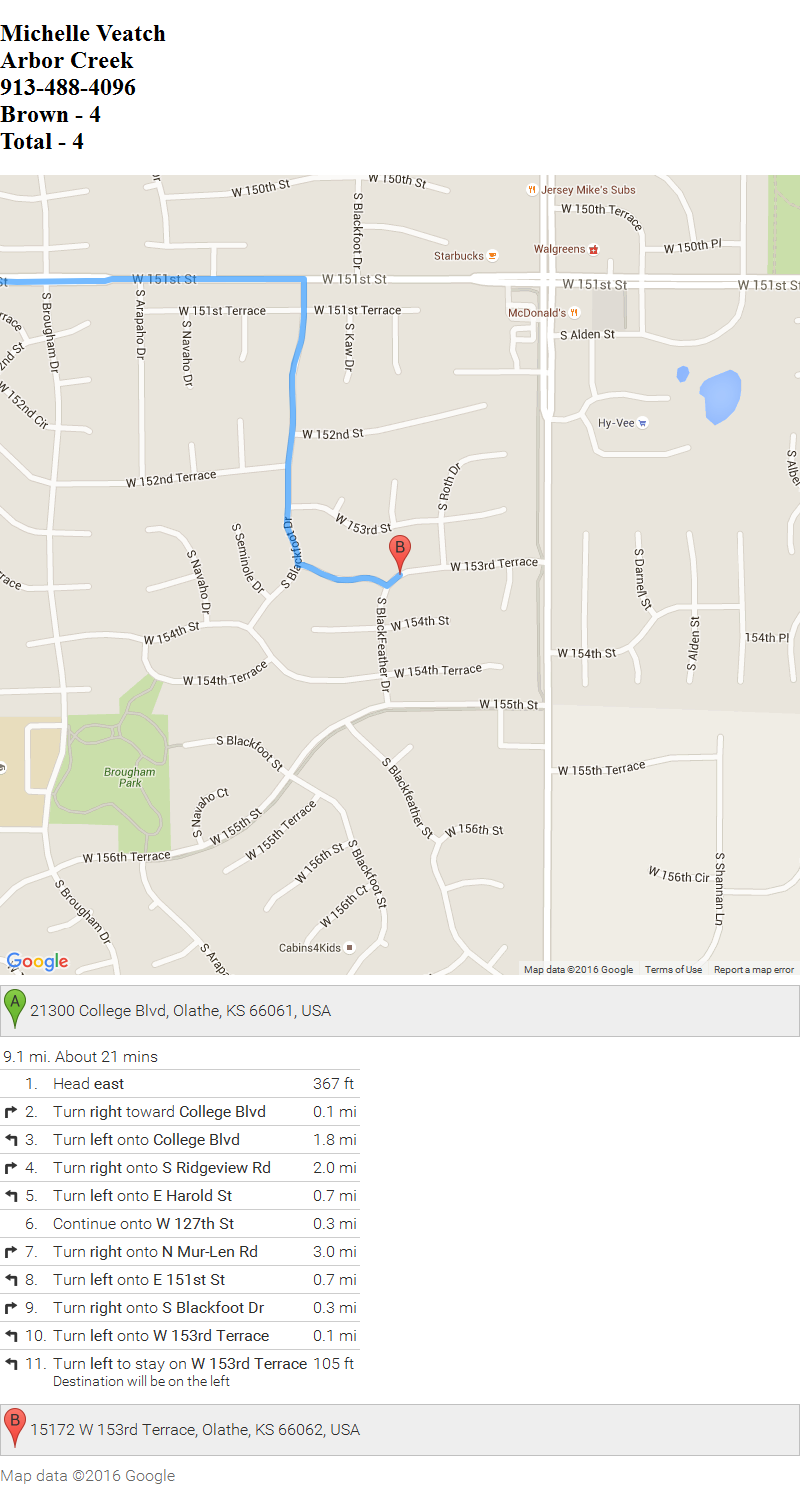 Michelle Veatch
Arbor Creek
913-488-4096
Brown - 4
Total - 4
W 150th St
W 150th St
Jersey Mike's Subs
S Blackfoot Dr
W 150th Terrace
Starbucks
Walgreens
W 150th Pl
W 151st St
W 151st St
W 151st St
W 151st St
S Brougham Dr
S Arapaho Dr
W 151st Terrace
W 151st Terrace
McDonald's
S Navaho Dr
S Kaw Dr
S Alden St
W 152nd Cir
Hy-Vee
W 152nd St
W 152nd Terrace
S Roth Dr
W 153rd St
B
S Navaho Dr
S Seminole Dr
W 153rd Terrace
S Darnell St
W 154th St
S BlackFeather Dr
W 154th St
S Alden St
154th Pl
W 154th St
W 154th Terrace
W 154th Terrace
W 155th St
S Blackfoot St
Brougham
Park
W 155th Terrace
S Blackfeather St
S Navaho Ct
W 155th St
W 155th Terrace
W 156th St
W 156th Terrace
W 156th St
S Blackfoot St
W 156th Cir
S Shannan Ln
S Brougham Dr
W 156th Ct
Cabins4Kids
Google
Map data ©2016 Google Terms of Use Report a map error
A 21300 College Blvd, Olathe, KS 66061, USA
9.1 mi. About 21 mins
1. Head east 367 ft
2. Turn right toward College Blvd 0.1 mi
3. Turn left onto College Blvd 1.8 mi
4. Turn right onto S Ridgeview Rd 2.0 mi
5. Turn left onto E Harold St 0.7 mi
6. Continue onto W 127th St 0.3 mi
7. Turn right onto N Mur-Len Rd 3.0 mi
8. Turn left onto E 151st St 0.7 mi
9. Turn right onto S Blackfoot Dr 0.3 mi
10. Turn left onto W 153rd Terrace 0.1 mi
11. Turn left to stay on W 153rd Terrace 105 ft
Destination will be on the left
B 15172 W 153rd Terrace, Olathe, KS 66062, USA
Map data ©2016 Google